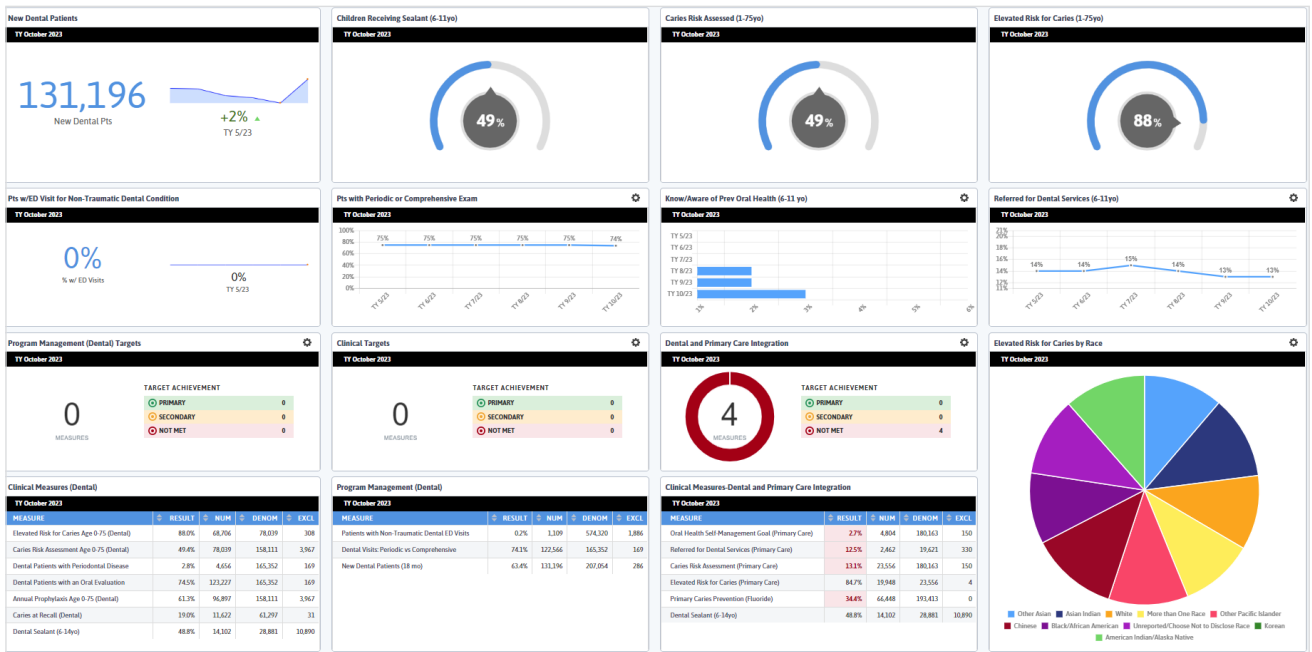 New Dental Patients
TY October 2023
131,196
New Dental Pts
+2%
TY 5/23
Children Receiving Sealant (6-11yo)
TY October 2023
49%
Caries Risk Assessed (1-75yo)
TY October 2023
49%
Elevated Risk for Caries (1-75yo)
TY October 2023
88%
Pts w/ED Visit for Non-Traumatic Dental Condition
TY October 2023
0%
% w/ ED Visits
0%
TY 5/23
Pts with Periodic or Comprehensive Exam
TY October 2023
100%
80%
60%
40%
20%
0%
75% 75% 75% 75% 75% 74%
TY 5/23 TY 6/23 TY 7/23 TY 8/23 TY 9/23 TY 10/23
Know/Aware of Prev Oral Health (6-11 yo)
TY October 2023
TY 5/23
TY 6/23
TY 7/23
TY 8/23
TY 9/23
TY 10/23
1% 2% 3% 4% 5% 6%
Referred for Dental Services (6-11yo)
TY October 2023
21%
20%
18%
16%
14%
12%
11%
14% 14% 15% 14% 13% 13%
TY 5/23 TY 6/23 TY 7/23 TY 8/23 TY 9/23 TY 10/23
Program Management (Dental) Targets
TY October 2023
0
MEASURES
TARGET ACHIEVEMENT
PRIMARY 0
SECONDARY 0
NOT MET 0
Clinical Targets
TY October 2023
0
MEASURES
TARGET ACHIEVEMENT
PRIMARY 0
SECONDARY 0
NOT MET 0
Dental and Primary Care Integration
TY October 2023
4
MEASURES
TARGET ACHIEVEMENT
PRIMARY 0
SECONDARY 0
NOT MET 4
Elevated Risk for Caries by Race
TY October 2023
Other Asian Asian Indian White More than One Race Other Pacific Islander
Chinese Black/African American Unreported/Choose Not to Disclose Race Korean
American Indian/Alaska Native
Clinical Measures (Dental)
TY October 2023
MEASURE RESULT NUM DENOM EXCL
Elevated Risk for Caries Age 0-75 (Dental) 88.0% 68,706 78,039 308
Caries Risk Assessment Age 0-75 (Dental) 49.4% 78,039 158,111 3,967
Dental Patients with Periodontal Disease 2.8% 4,656 165,352 169
Dental Patients with an Oral Evaluation 74.5% 123,227 165,352 169
Annual Prophylaxis Age 0-75 (Dental) 61.3% 96,897 158,111 3,967
Caries at Recall (Dental) 19.0% 11,622 61,297 31
Dental Sealant (6-14yo) 48.8% 14,102 28,881 10,890
Program Management (Dental)
TY October 2023
MEASURE RESULT NUM DENOM EXCL
Patients with Non-Traumatic Dental ED Visits 0.2% 1,109 574,320 1,886
Dental Visits: Periodic vs Comprehensive 74.1% 122,566 165,352 169
New Dental Patients (18 mo) 63.4% 131,196 207,054 286
Clinical Measures-Dental and Primary Care Integration
TY October 2023
MEASURE RESULT NUM DENOM EXCL
Oral Health Self-Management Goal (Primary Care) 2.7% 4,804 180,163 150
Referred for Dental Services (Primary Care) 12.5% 2,462 19,621 330
Caries Risk Assessment (Primary Care) 13.1% 23,556 180,163 150
Elevated Risk for Caries (Primary Care) 84.7% 19,948 23,556 4
Primary Caries Prevention (Fluoride) 34.4% 66,448 193,413 0
Dental Sealant (6-14yo) 48.8% 14,102 28,881 10,890